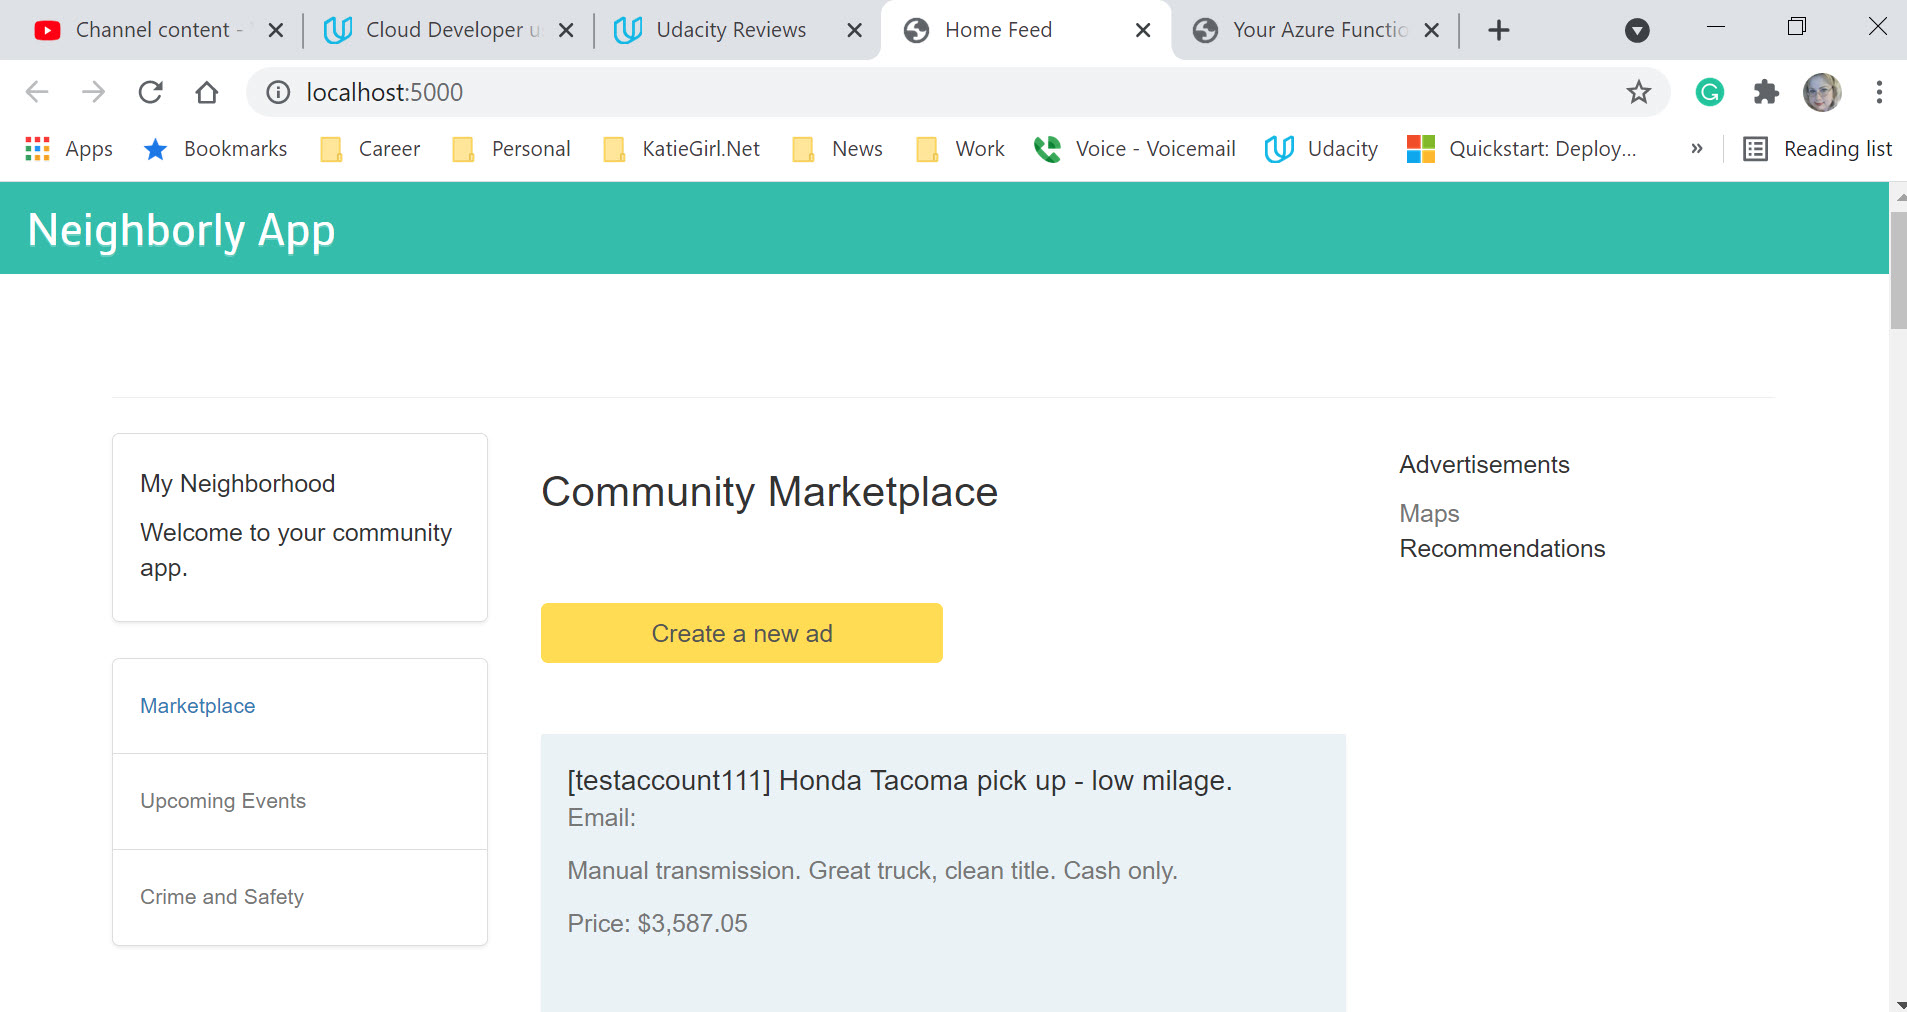 Channel content -
Cloud Developer u
Udacity Reviews
Home Feed
Your Azure Functio
localhost:5000
Apps
Bookmarks
Career
Personal
KatieGirl.Net
News
Work
Voice - Voicemail
Udacity
Quickstart: Deploy...
»
Reading list
Neighborly App
My Neighborhood
Welcome to your community
app.
Marketplace
Upcoming Events
Crime and Safety
Community Marketplace
Create a new ad
[testaccount111] Honda Tacoma pick up - low milage.
Email:
Manual transmission. Great truck, clean title. Cash only.
Price: $3,587.05
Advertisements
Maps
Recommendations